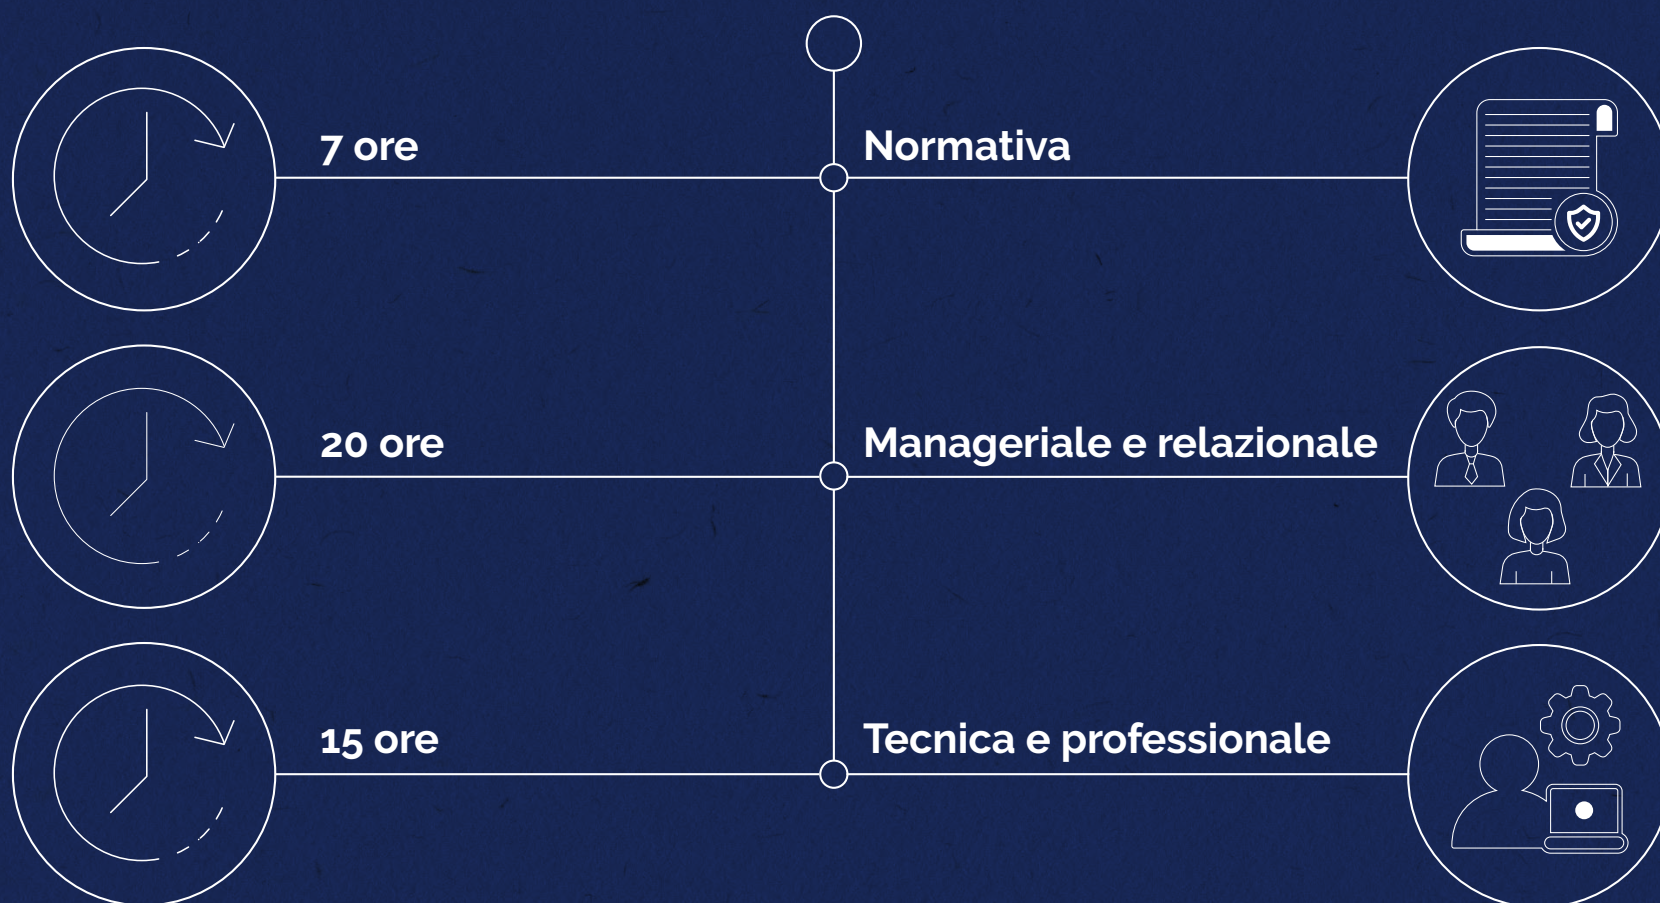 7 ore
Normativa
20 ore
Manageriale e relazionale
15 ore
Tecnica e professionale